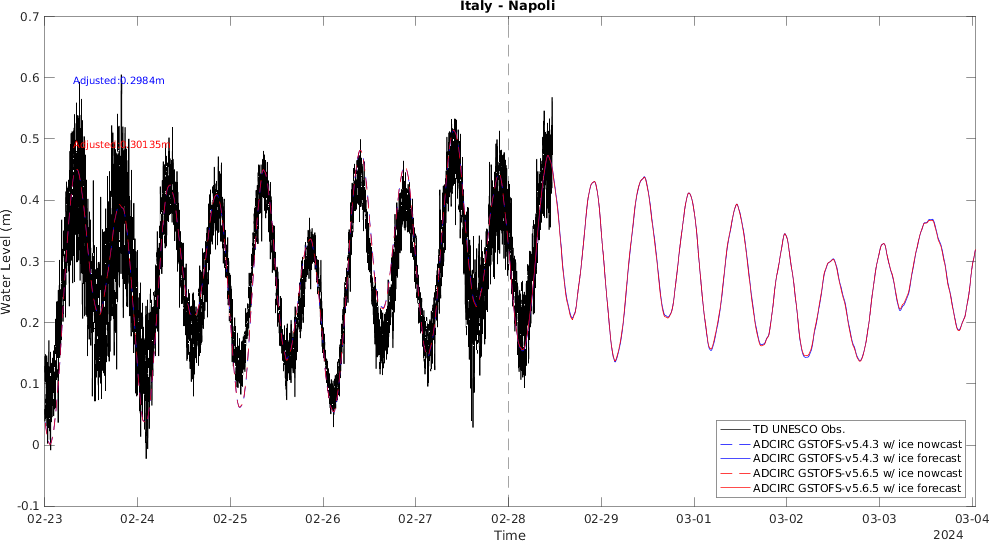 Italy - Napoli
0.7
0.6
0.5
0.4
0.3
0.2
0.1
0
-0.1
Water Level (m)
Adjusted:0.2984m
Adjusted:0.30135m
TD UNESCO Obs.
ADCIRC GSTOFS-v5.4.3 w/ ice nowcast
ADCIRC GSTOFS-v5.4.3 w/ ice forecast
ADCIRC GSTOFS-v5.6.5 w/ ice nowcast
ADCIRC GSTOFS-v5.6.5 w/ ice forecast
02-23 02-24 02-25 02-26 02-27 02-28 02-29 03-01 03-02 03-03 03-04
Time
2024